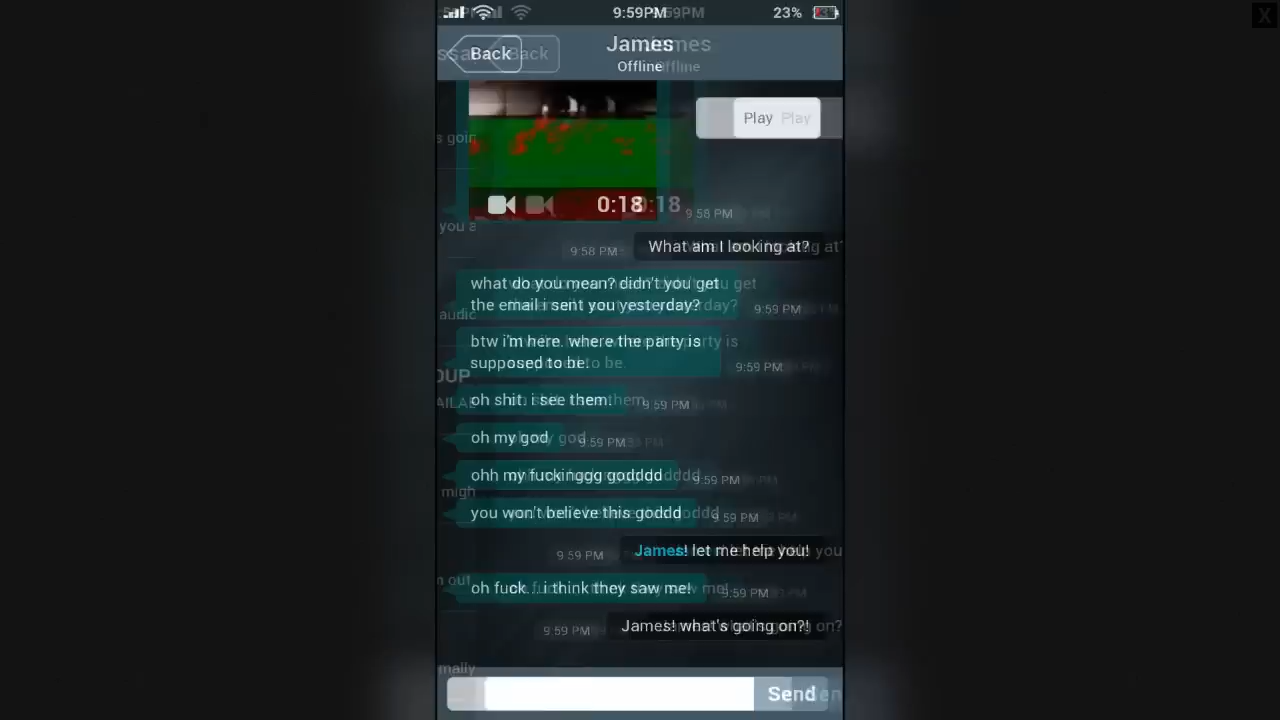 9:59PM
23%
X
Back
James
Offline
Play
0:18
9:58 PM
What am I looking at?
9:58 PM
what do you mean? didn't you get
the email i sent you yesterday?
9:59 PM
btw i'm here. where the party is
supposed to be.
9:59 PM
oh shit. i see them.
9:59 PM
oh my god
9:59 PM
ohh my fuckinggg godddd
9:59 PM
you won't believe this goddd
9:59 PM
James! let me help you!
9:59 PM
oh fuck... i think they saw me!
9:59 PM
James! what's going on?!
9:59 PM
Send